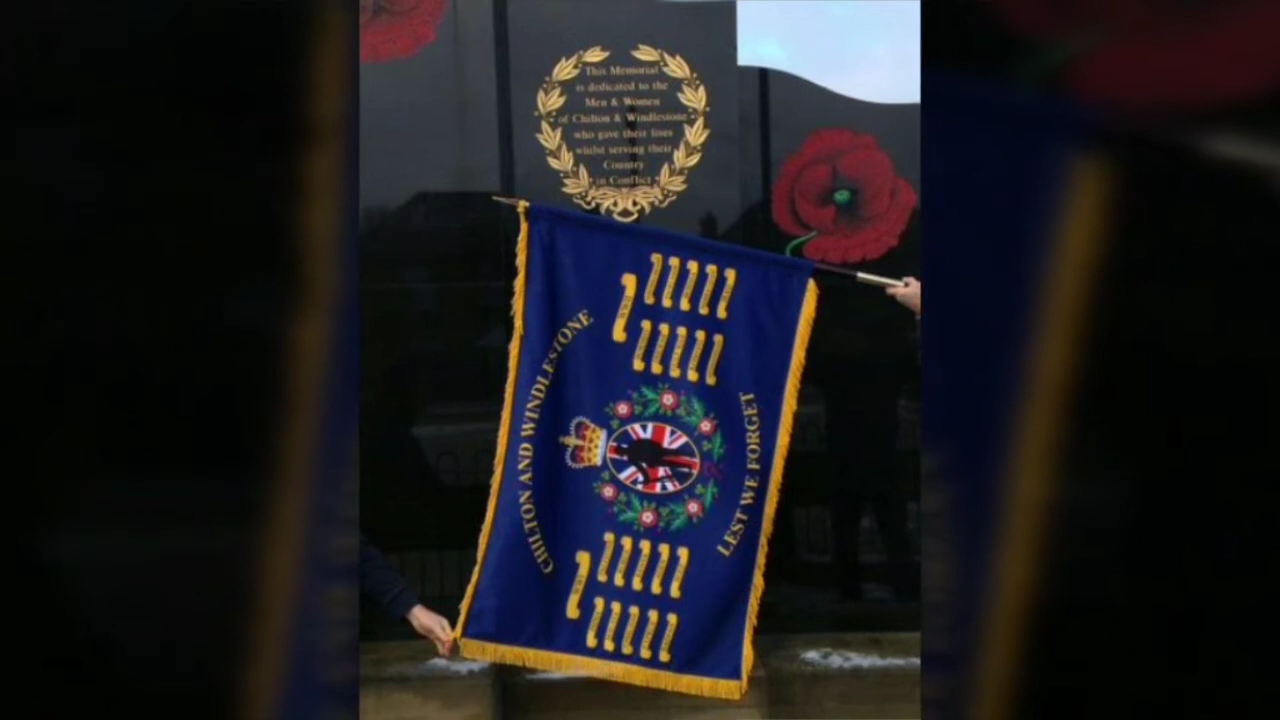 This Memorial
is dedicated to the
Men & Women
of Chilton & Windlestone
who gave their lives
whilst serving their
Country
in Conflict
CHILTON AND WINDLESTONE
LEST WE FORGET